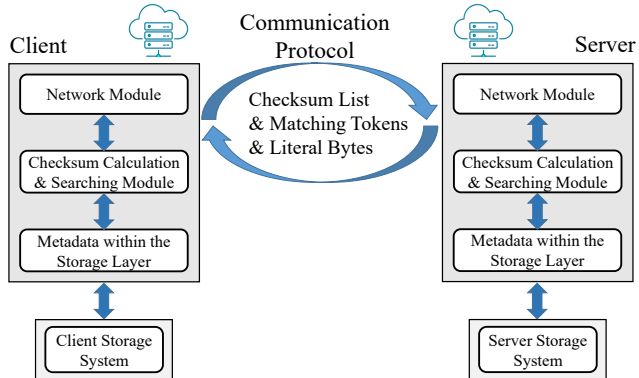 Client
Network Module
Checksum Calculation
& Searching Module
Metadata within the
Storage Layer
Client Storage
System
Communication
Protocol
Checksum List
& Matching Tokens
& Literal Bytes
Server
Network Module
Checksum Calculation
& Searching Module
Metadata within the
Storage Layer
Server Storage
System